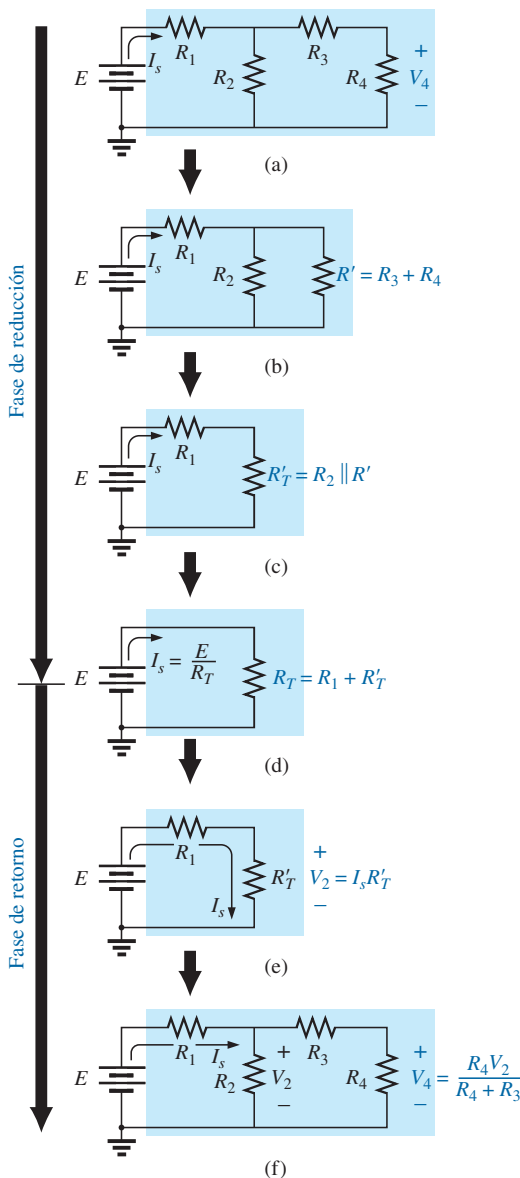 Fase de reducción
Fase de retorno
E
I_s
R_1
R_2
R_3
R_4
+
V_4
−
(a)
E
I_s
R_1
R_2
R′ = R_3 + R_4
(b)
E
I_s
R_1
R′_T = R_2 || R′
(c)
E
I_s = E/R_T
R_T = R_1 + R′_T
(d)
E
R_1
I_s
R′_T
+
V_2 = I_sR′_T
−
(e)
E
R_1
I_s
R_2
+
V_2
−
R_3
R_4
+
V_4 = R_4V_2/(R_4 + R_3)
−
(f)